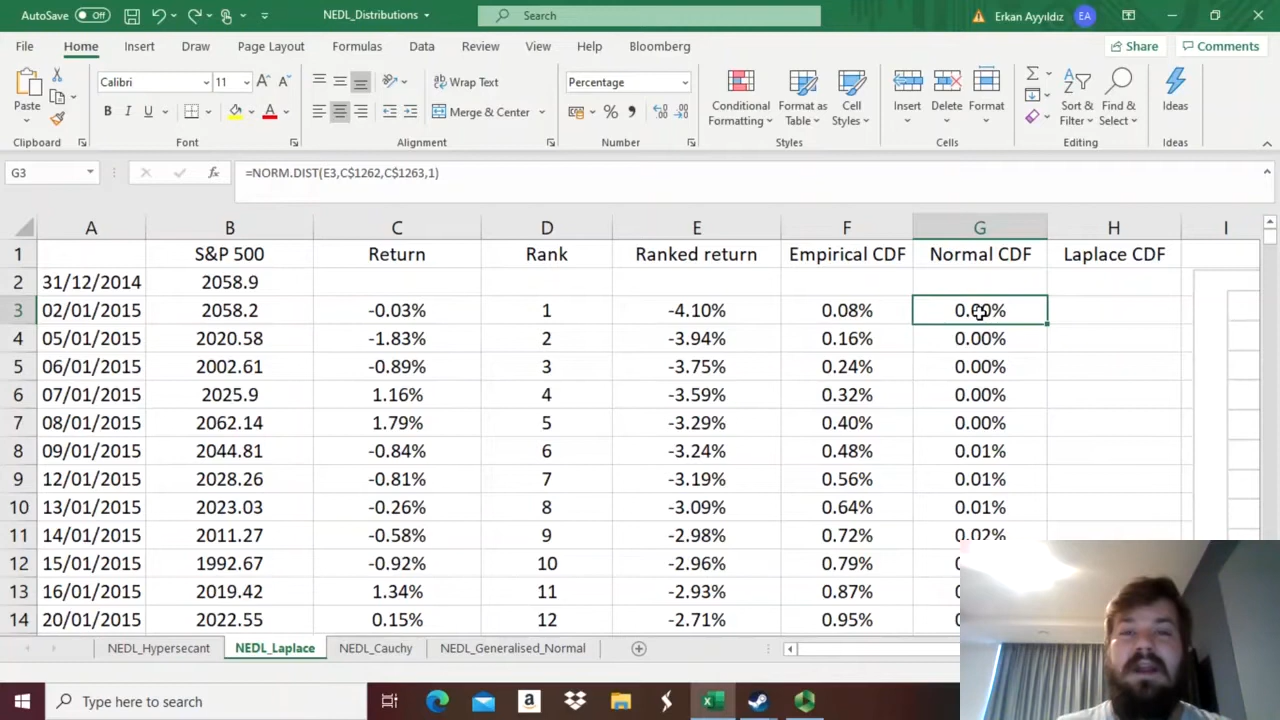 AutoSave Off NEDL_Distributions Search Erkan Ayyıldız EA
File Home Insert Draw Page Layout Formulas Data Review View Help Bloomberg Share Comments
Paste Calibri 11 Wrap Text Percentage Conditional Formatting Format as Table Cell Styles Insert Delete Format Sort & Filter Find & Select Ideas
B I U Merge & Center
Clipboard Font Alignment Number Styles Cells Editing Ideas
G3 fx =NORM.DIST(E3,C$1262,C$1263,1)
A B C D E F G H I
1 S&P 500 Return Rank Ranked return Empirical CDF Normal CDF Laplace CDF
2 31/12/2014 2058.9
3 02/01/2015 2058.2 -0.03% 1 -4.10% 0.08% 0.00%
4 05/01/2015 2020.58 -1.83% 2 -3.94% 0.16% 0.00%
5 06/01/2015 2002.61 -0.89% 3 -3.75% 0.24% 0.00%
6 07/01/2015 2025.9 1.16% 4 -3.59% 0.32% 0.00%
7 08/01/2015 2062.14 1.79% 5 -3.29% 0.40% 0.00%
8 09/01/2015 2044.81 -0.84% 6 -3.24% 0.48% 0.01%
9 12/01/2015 2028.26 -0.81% 7 -3.19% 0.56% 0.01%
10 13/01/2015 2023.03 -0.26% 8 -3.09% 0.64% 0.01%
11 14/01/2015 2011.27 -0.58% 9 -2.98% 0.72% 0.02%
12 15/01/2015 1992.67 -0.92% 10 -2.96% 0.79%
13 16/01/2015 2019.42 1.34% 11 -2.93% 0.87%
14 20/01/2015 2022.55 0.15% 12 -2.71% 0.95%
NEDL_Hypersecant NEDL_Laplace NEDL_Cauchy NEDL_Generalised_Normal
Type here to search